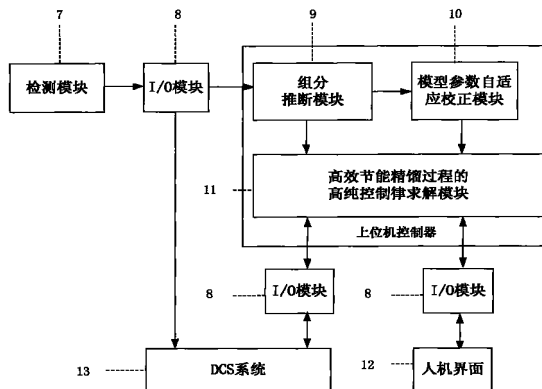 7
8
9
10
检测模块
I/O模块
组分
推断模块
模型参数自适
应校正模块
高效节能精馏过程的
高纯控制律求解模块
11
上位机控制器
8
I/O模块
8
I/O模块
13
DCS系统
12
人机界面